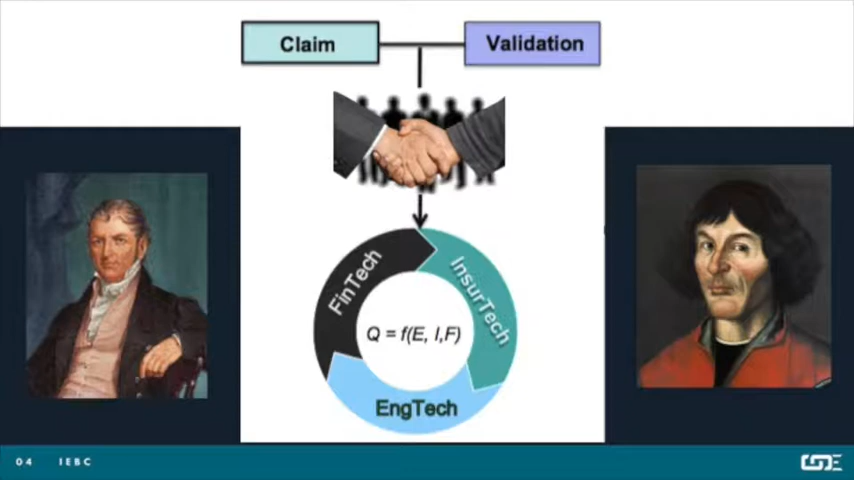 Claim
Validation
FinTech
InsurTech
Q = f(E, I,F)
EngTech
04 IEBC